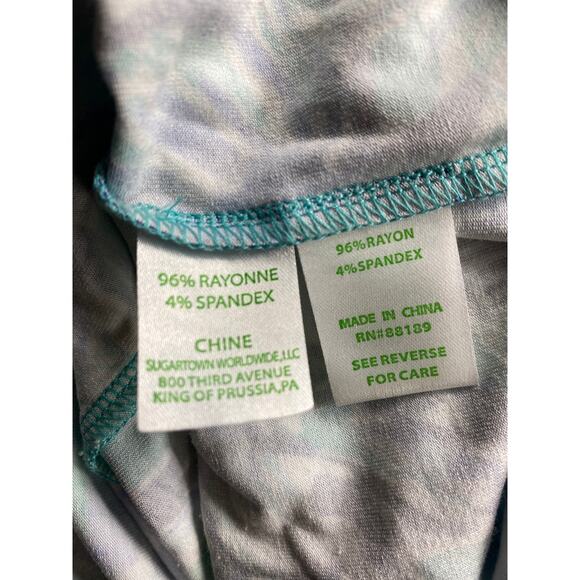 96% RAYONNE
4% SPANDEX
CHINE
SUGARTOWN WORLDWIDE,LLC
800 THIRD AVENUE
KING OF PRUSSIA,PA
96%RAYON
4%SPANDEX
MADE IN CHINA
RN#88189
SEE REVERSE
FOR CARE